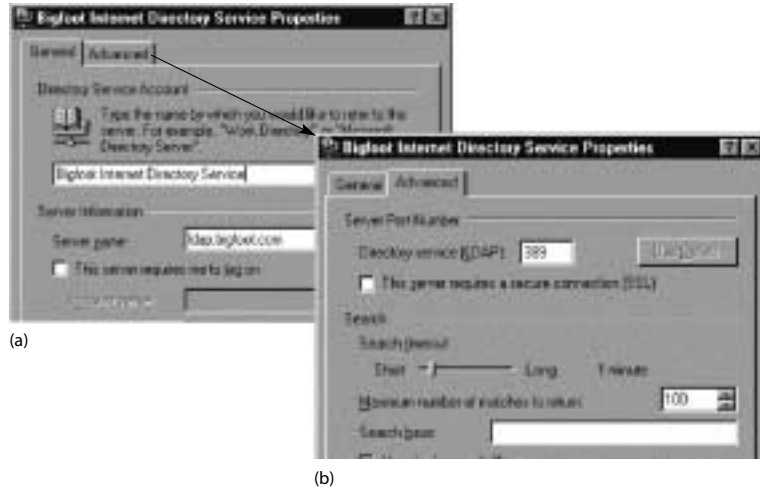 Bigfoot Internet Directory Service Properties
General Advanced
Directory Service Account
Type the name by which you would like to refer to this
server. For example, "Work Directory" or "Microsoft
Directory Server".
Bigfoot Internet Directory Service
Server Information
Server name: ldap.bigfoot.com
This server requires me to log on
(a)
Bigfoot Internet Directory Service Properties
General Advanced
Server Port Number
Directory service (LDAP): 389 Use Default
This server requires a secure connection (SSL)
Search
Search timeout
Short Long 1 minute
Maximum number of matches to return: 100
Search base:
(b)